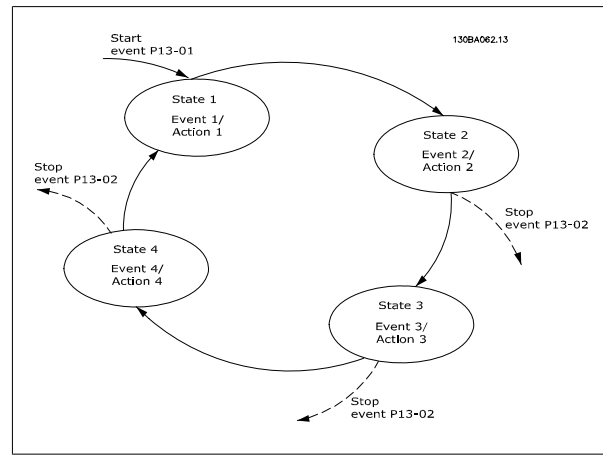 Start
event P13-01
130BA062.13
State 1
Event 1/
Action 1
State 2
Event 2/
Action 2
Stop
event P13-02
Stop
event P13-02
State 4
Event 4/
Action 4
State 3
Event 3/
Action 3
Stop
event P13-02